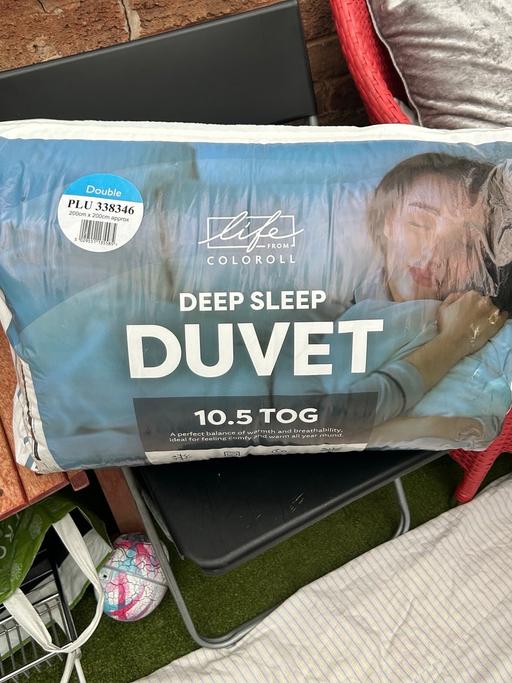 Double
PLU 338346
200cm x 200cm approx
life
FROM
COLOROLL
DEEP SLEEP
DUVET
10.5 TOG
A perfect balance of warmth and breathability,
ideal for feeling comfy and warm all year round.